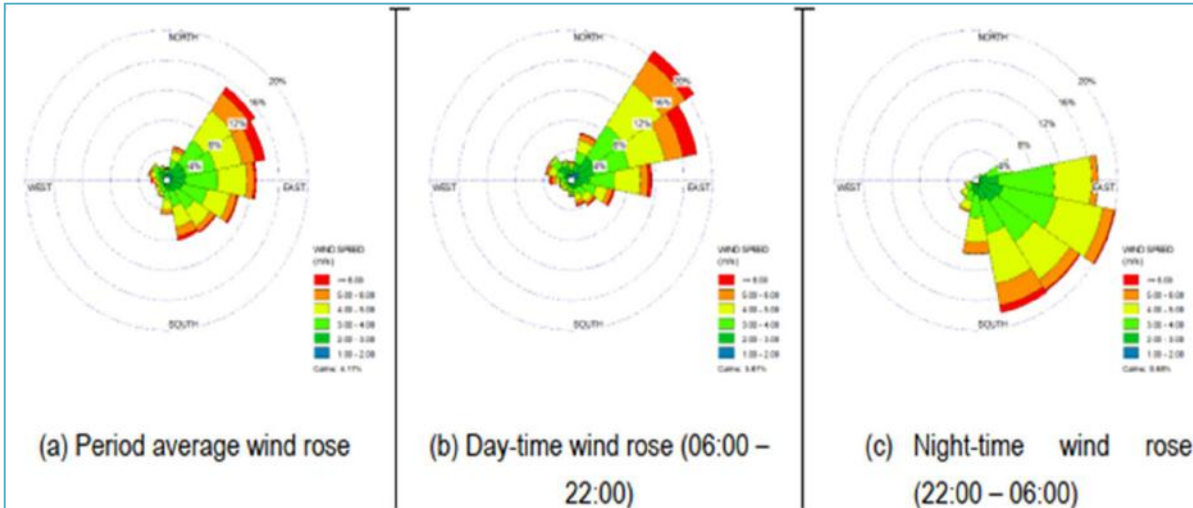 NORTH
20%
16%
12%
8%
4%
WEST
EAST
SOUTH
WIND SPEED
(m/s)
>= 6.00
5.00 - 6.00
4.00 - 5.00
3.00 - 4.00
2.00 - 3.00
1.00 - 2.00
(a) Period average wind rose
NORTH
20%
16%
12%
8%
4%
WEST
EAST
SOUTH
WIND SPEED
(m/s)
>= 6.00
5.00 - 6.00
4.00 - 5.00
3.00 - 4.00
2.00 - 3.00
1.00 - 2.00
(b) Day-time wind rose (06:00 –
22:00)
NORTH
20%
16%
12%
8%
4%
WEST
EAST
SOUTH
WIND SPEED
(m/s)
>= 6.00
5.00 - 6.00
4.00 - 5.00
3.00 - 4.00
2.00 - 3.00
1.00 - 2.00
(c) Night-time wind rose
(22:00 – 06:00)